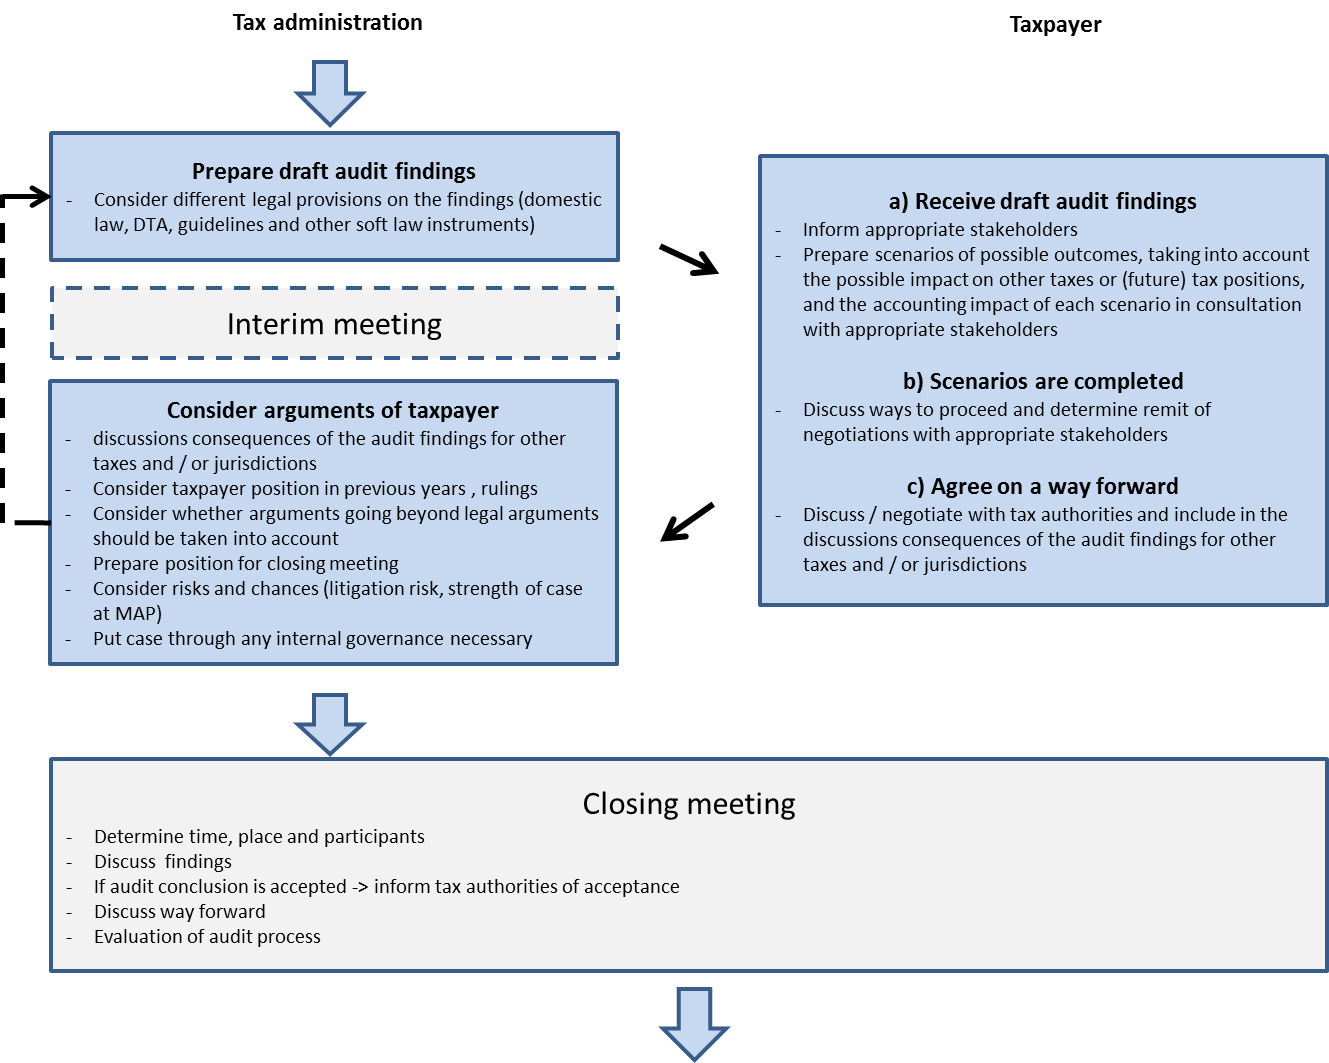 Tax administration
Taxpayer
Prepare draft audit findings
- Consider different legal provisions on the findings (domestic
law, DTA, guidelines and other soft law instruments)
Interim meeting
Consider arguments of taxpayer
- discussions consequences of the audit findings for other
taxes and / or jurisdictions
- Consider taxpayer position in previous years , rulings
- Consider whether arguments going beyond legal arguments
should be taken into account
- Prepare position for closing meeting
- Consider risks and chances (litigation risk, strength of case
at MAP)
- Put case through any internal governance necessary
a) Receive draft audit findings
- Inform appropriate stakeholders
- Prepare scenarios of possible outcomes, taking into account
the possible impact on other taxes or (future) tax positions,
and the accounting impact of each scenario in consultation
with appropriate stakeholders
b) Scenarios are completed
- Discuss ways to proceed and determine remit of
negotiations with appropriate stakeholders
c) Agree on a way forward
- Discuss / negotiate with tax authorities and include in the
discussions consequences of the audit findings for other
taxes and / or jurisdictions
Closing meeting
- Determine time, place and participants
- Discuss findings
- If audit conclusion is accepted -> inform tax authorities of acceptance
- Discuss way forward
- Evaluation of audit process